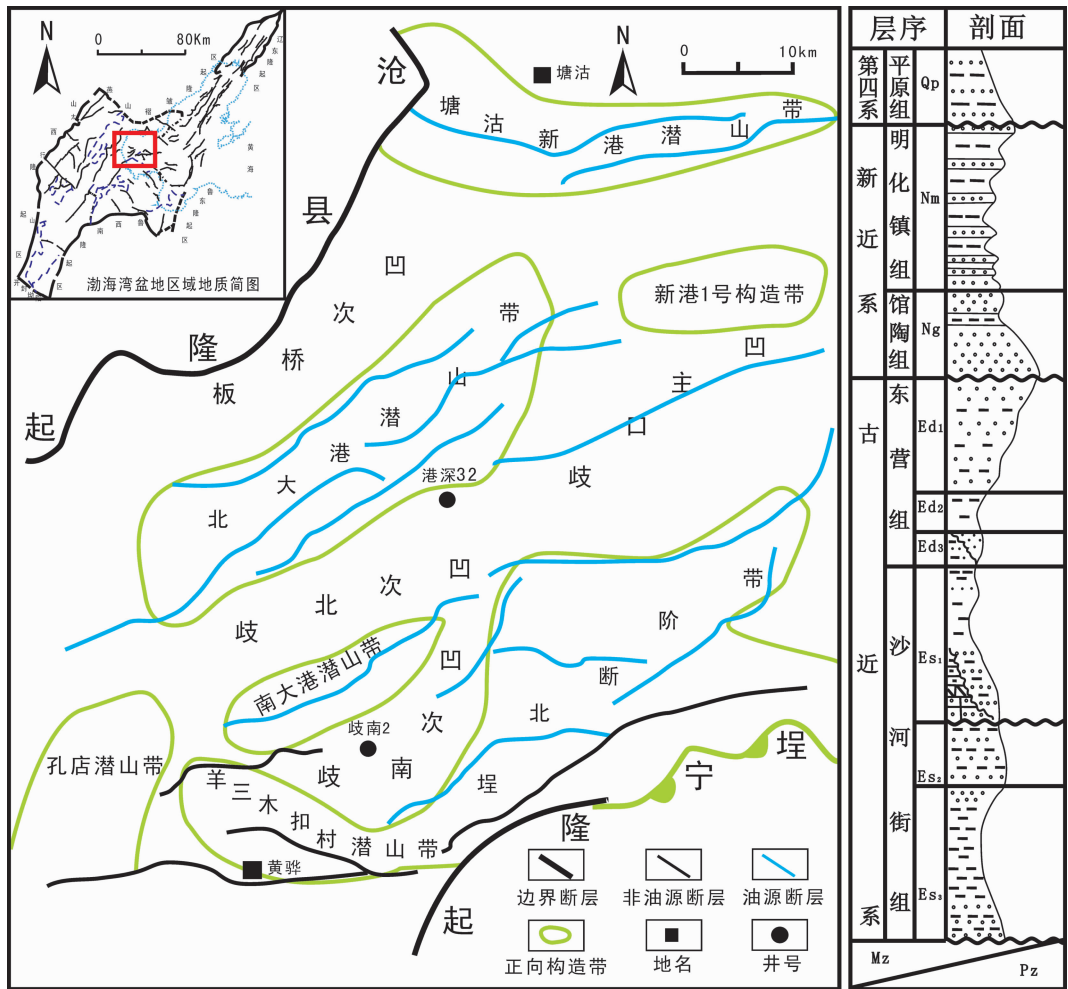 N
0 80Km
渤海湾盆地区域地质简图
N
0 10km
塘沽
塘沽新港潜山带
沧县隆起
板桥次凹
北大港潜山带
新港1号构造带
歧口主凹
港深32
歧北次凹
南大港潜山带
歧南次凹
歧南2
埕北断阶带
孔店潜山带
羊三木扣村潜山带
黄骅
埕宁隆起
边界断层
非油源断层
油源断层
正向构造带
地名
井号
层序 剖面
第四系 平原组 Qp
新近系 明化镇组 Nm
馆陶组 Ng
古近系 东营组 Ed1
Ed2
Ed3
沙河街组 Es1
Es2
Es3
Mz
Pz